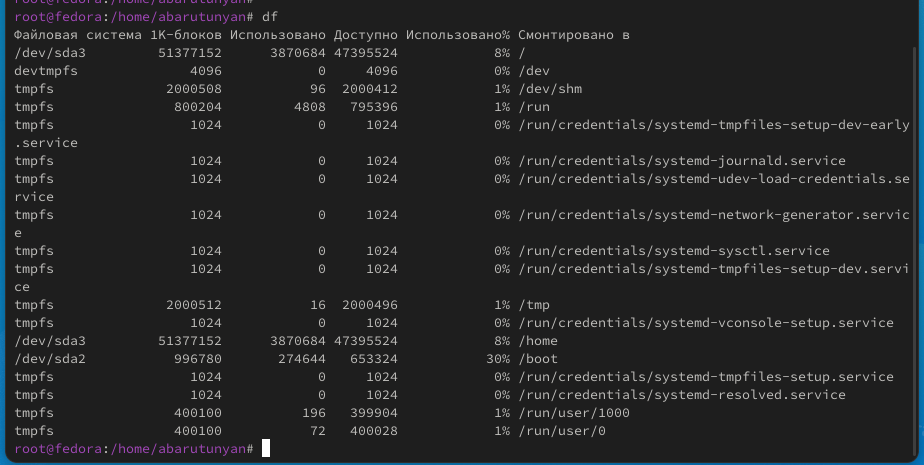 root@fedora:/home/abarutunyan# df
Файловая система 1K-блоков Использовано Доступно Использовано% Смонтировано в
/dev/sda3 51377152 3870684 47395524 8% /
devtmpfs 4096 0 4096 0% /dev
tmpfs 2000508 96 2000412 1% /dev/shm
tmpfs 800204 4808 795396 1% /run
tmpfs 1024 0 1024 0% /run/credentials/systemd-tmpfiles-setup-dev-early
.service
tmpfs 1024 0 1024 0% /run/credentials/systemd-journald.service
tmpfs 1024 0 1024 0% /run/credentials/systemd-udev-load-credentials.se
rvice
tmpfs 1024 0 1024 0% /run/credentials/systemd-network-generator.servic
e
tmpfs 1024 0 1024 0% /run/credentials/systemd-sysctl.service
tmpfs 1024 0 1024 0% /run/credentials/systemd-tmpfiles-setup-dev.servi
ce
tmpfs 2000512 16 2000496 1% /tmp
tmpfs 1024 0 1024 0% /run/credentials/systemd-vconsole-setup.service
/dev/sda3 51377152 3870684 47395524 8% /home
/dev/sda2 996780 274644 653324 30% /boot
tmpfs 1024 0 1024 0% /run/credentials/systemd-tmpfiles-setup.service
tmpfs 1024 0 1024 0% /run/credentials/systemd-resolved.service
tmpfs 400100 196 399904 1% /run/user/1000
tmpfs 400100 72 400028 1% /run/user/0
root@fedora:/home/abarutunyan#